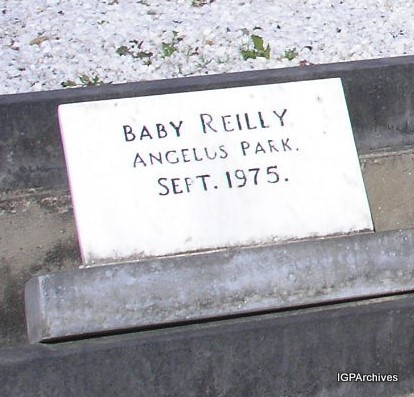 BABY REILLY
ANGELUS PARK.
SEPT. 1975.
IGPArchives